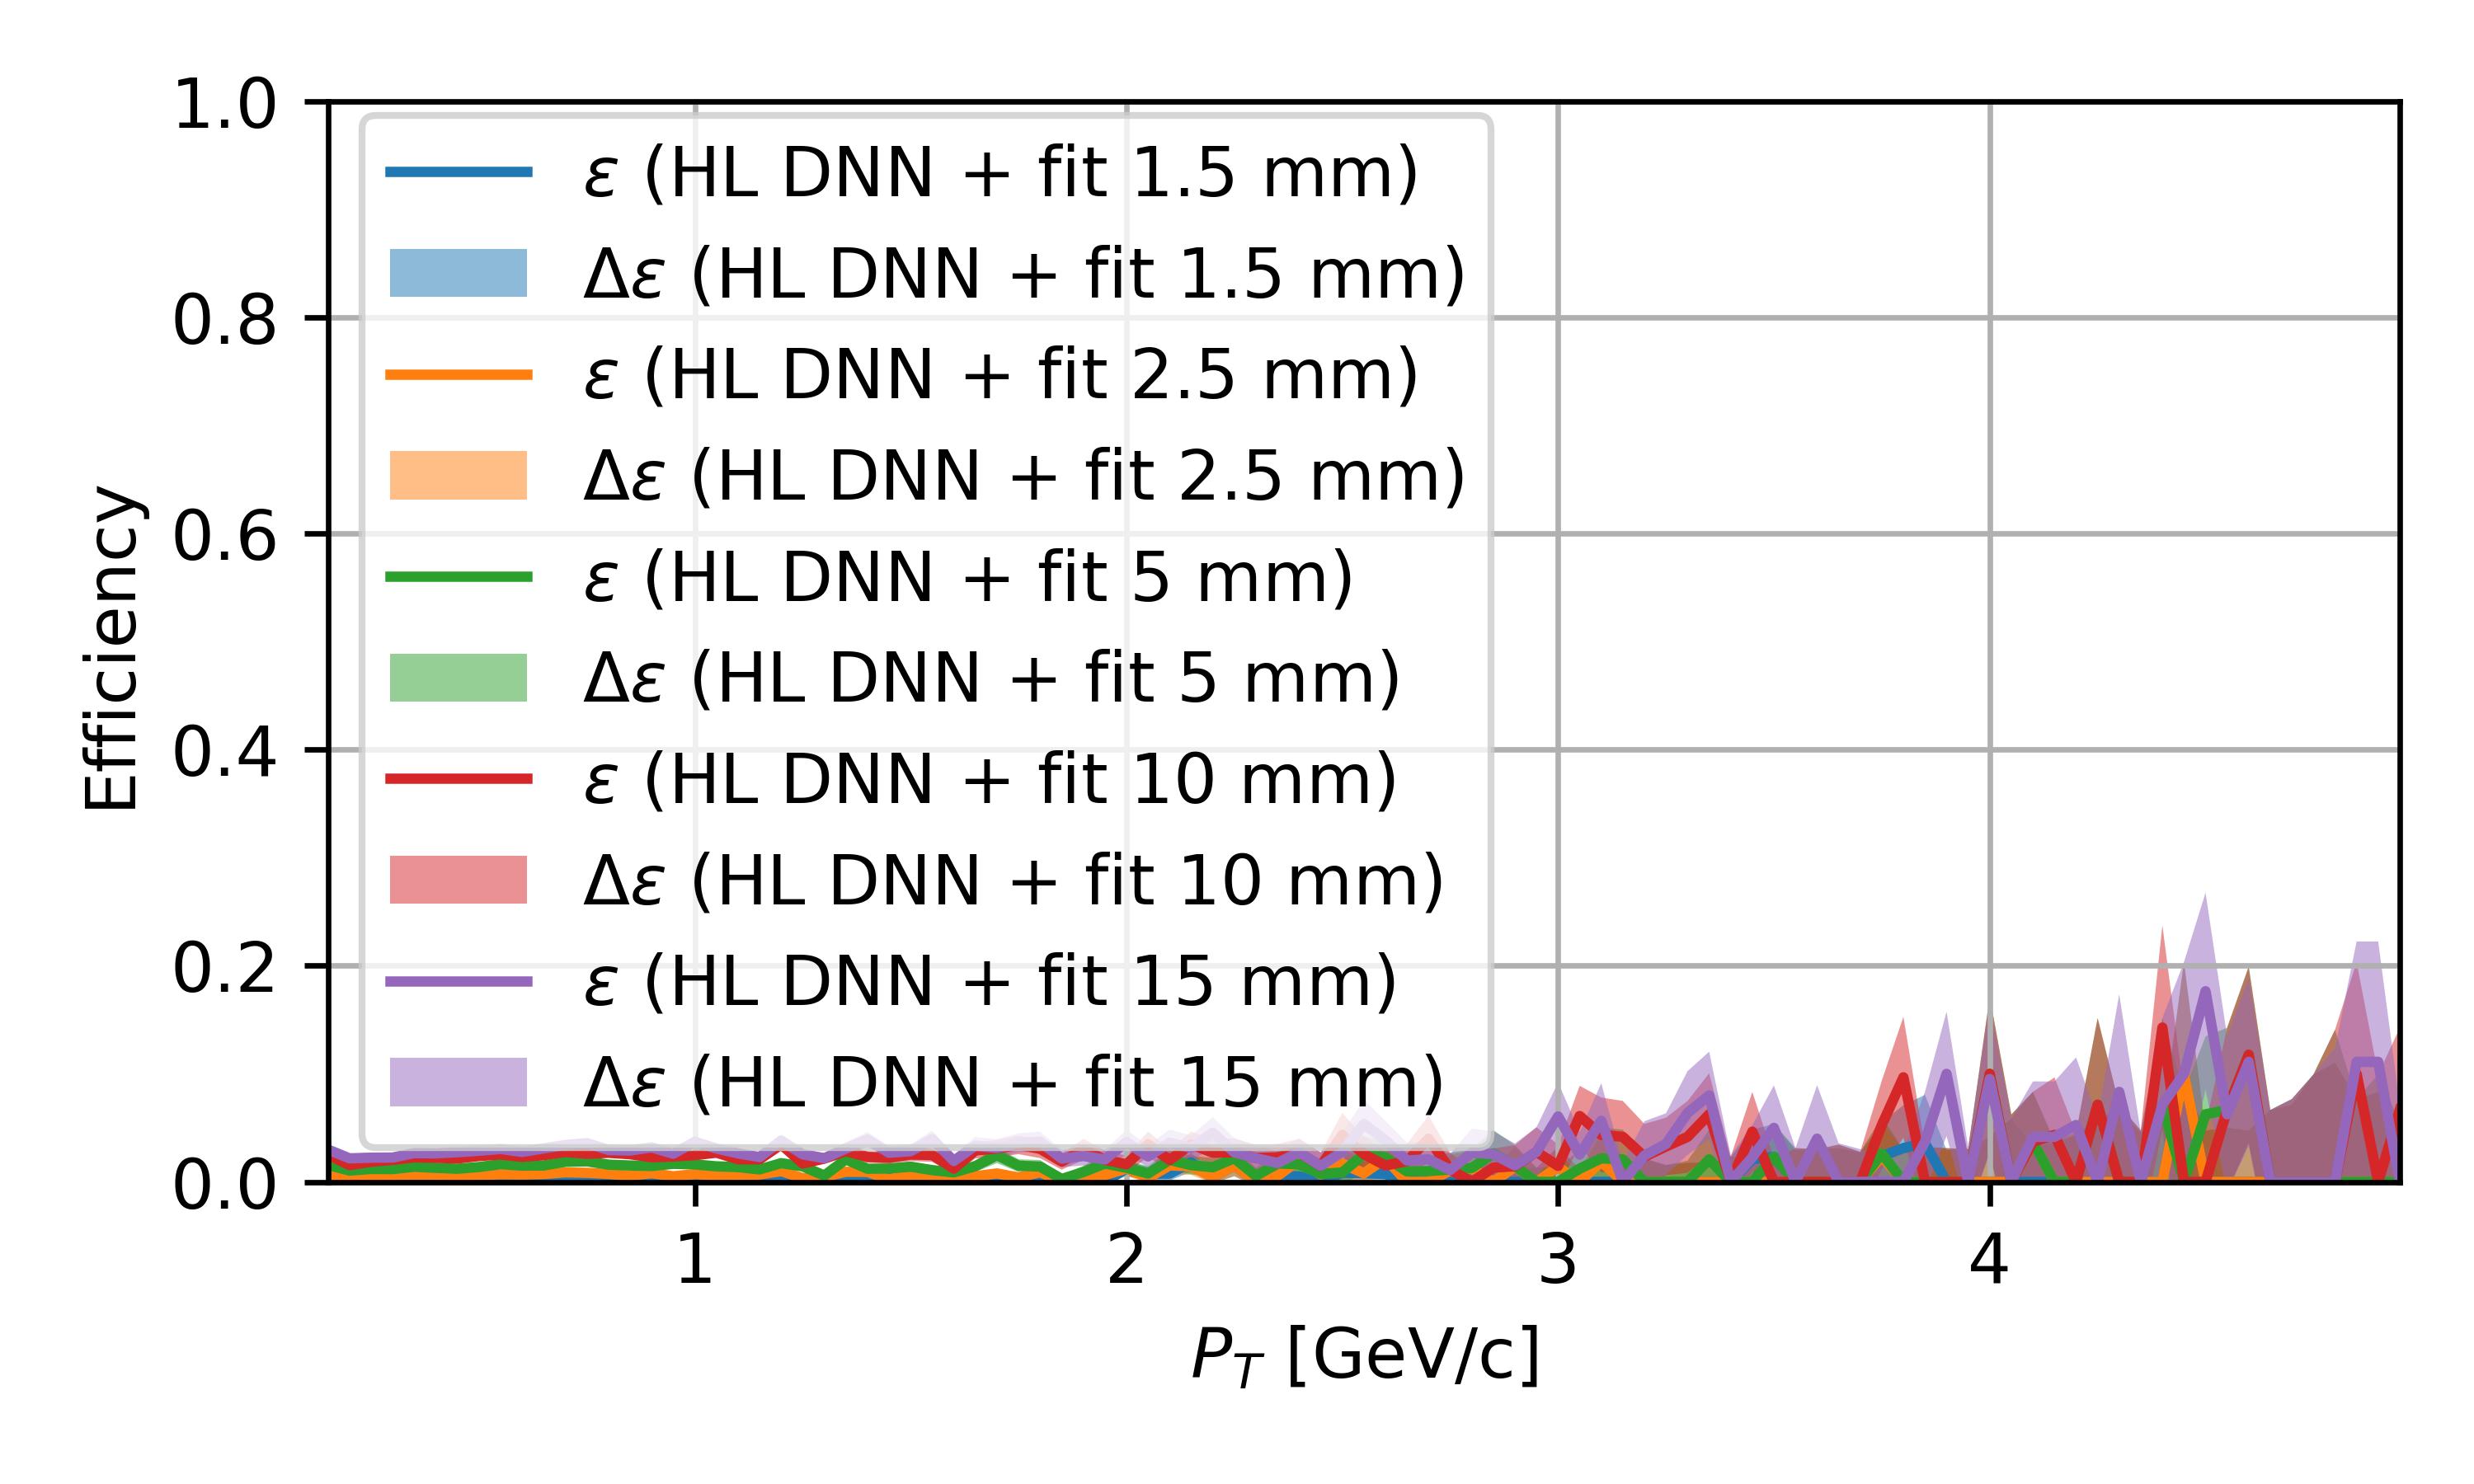 1.0
0.8
0.6
0.4
0.2
0.0
Efficiency
ε (HL DNN + fit 1.5 mm)
Δε (HL DNN + fit 1.5 mm)
ε (HL DNN + fit 2.5 mm)
Δε (HL DNN + fit 2.5 mm)
ε (HL DNN + fit 5 mm)
Δε (HL DNN + fit 5 mm)
ε (HL DNN + fit 10 mm)
Δε (HL DNN + fit 10 mm)
ε (HL DNN + fit 15 mm)
Δε (HL DNN + fit 15 mm)
1 2 3 4
P_T [GeV/c]